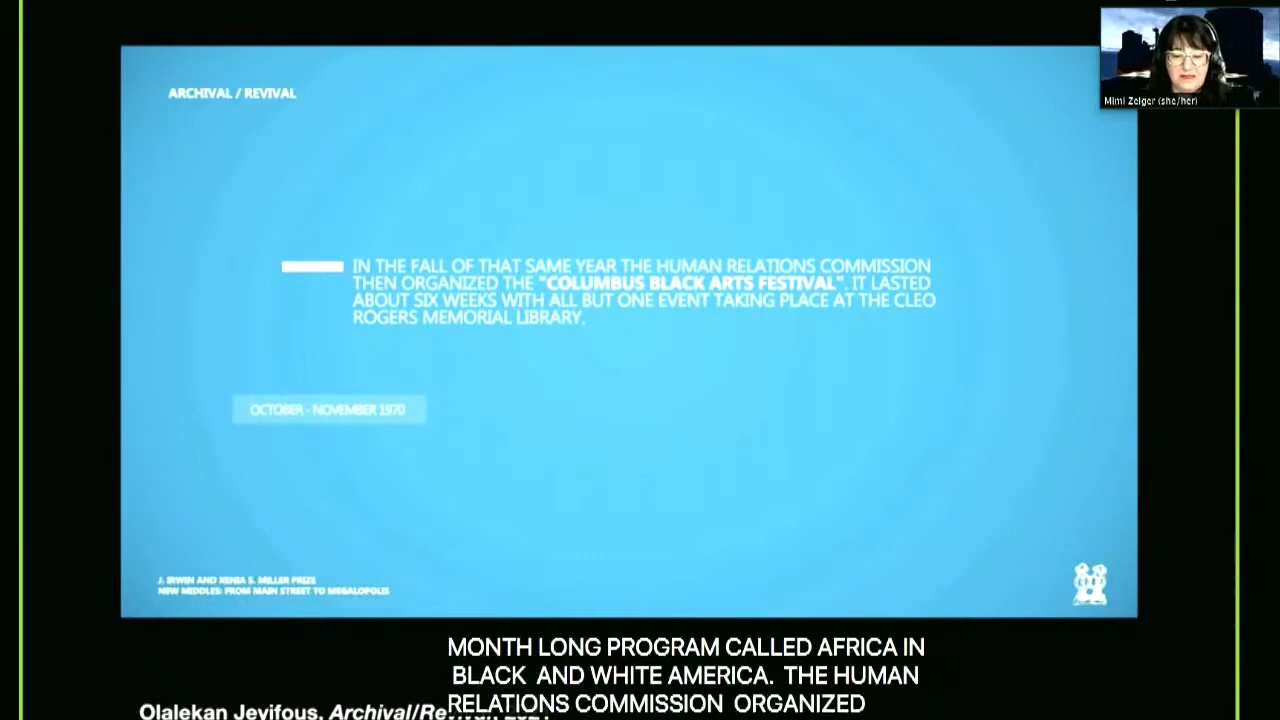 Mimi Zeiger (she/her)
ARCHIVAL / REVIVAL
IN THE FALL OF THAT SAME YEAR THE HUMAN RELATIONS COMMISSION
THEN ORGANIZED THE "COLUMBUS BLACK ARTS FESTIVAL". IT LASTED
ABOUT SIX WEEKS WITH ALL BUT ONE EVENT TAKING PLACE AT THE CLEO
ROGERS MEMORIAL LIBRARY.
OCTOBER - NOVEMBER 1970
J. IRWIN AND XENIA S. MILLER PRIZE
NEW MIDDLES: FROM MAIN STREET TO MEGALOPOLIS
MONTH LONG PROGRAM CALLED AFRICA IN
BLACK AND WHITE AMERICA. THE HUMAN
RELATIONS COMMISSION ORGANIZED
Olalekan Jeyifous, Archival/Revival, 2021